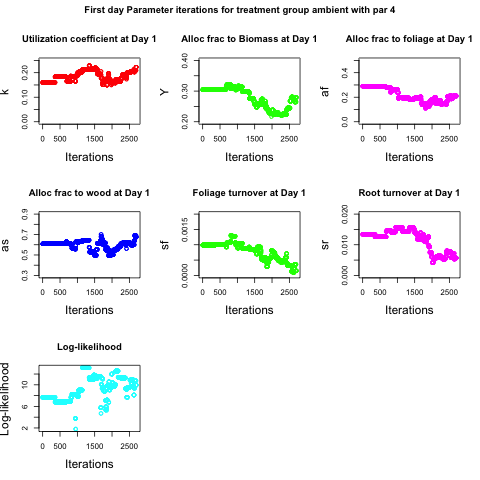 First day Parameter iterations for treatment group ambient with par 4
Utilization coefficient at Day 1
k
0.00 0.10 0.20
0 500 1500 2500
Iterations
Alloc frac to Biomass at Day 1
Y
0.20 0.30 0.40
0 500 1500 2500
Iterations
Alloc frac to foliage at Day 1
af
0.0 0.2 0.4
0 500 1500 2500
Iterations
Alloc frac to wood at Day 1
as
0.3 0.5 0.7 0.9
0 500 1500 2500
Iterations
Foliage turnover at Day 1
sf
0.0000 0.0015
0 500 1500 2500
Iterations
Root turnover at Day 1
sr
0.000 0.010 0.020
0 500 1500 2500
Iterations
Log-likelihood
Log-likelihood
2 6 10
0 500 1500 2500
Iterations